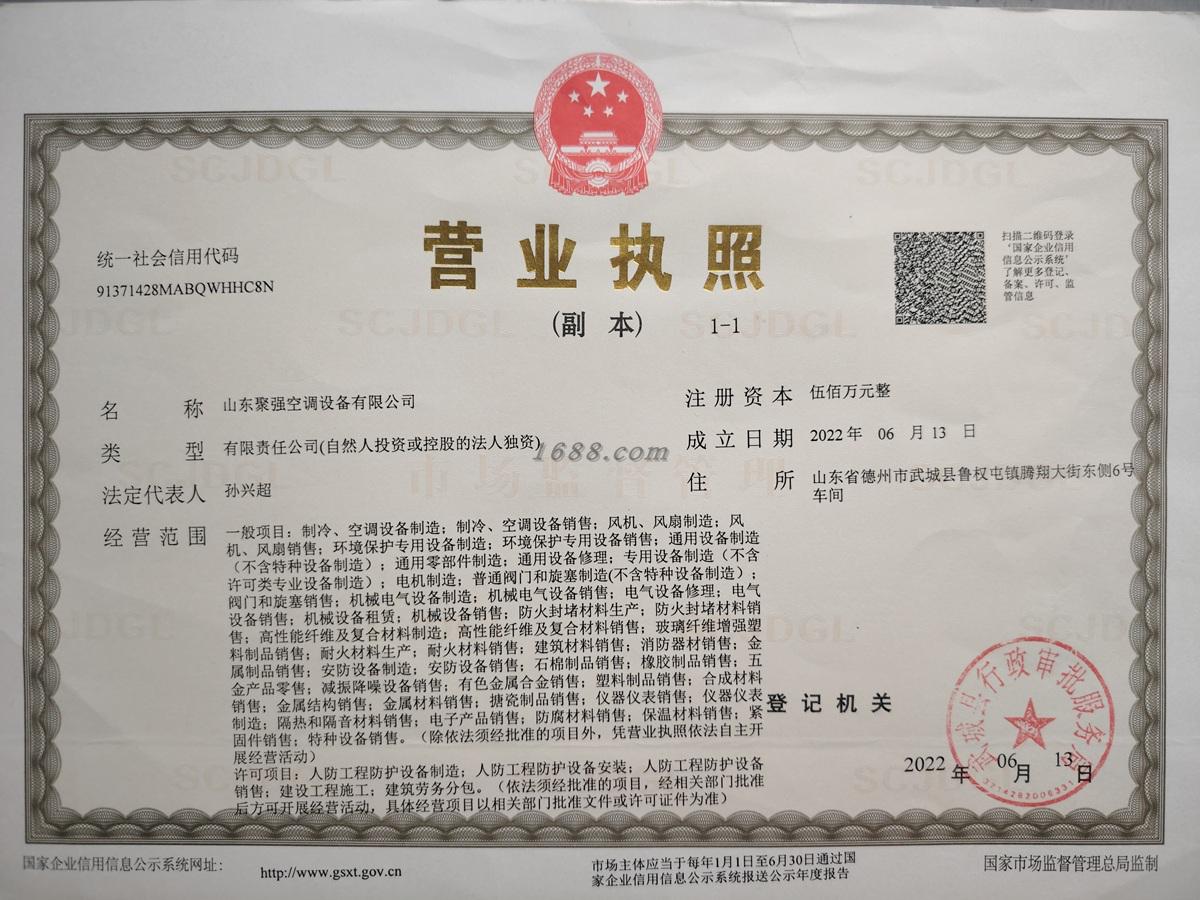 营业执照
(副 本) 1-1
统一社会信用代码
91371428MABQWHHC8N
扫描二维码登录
‘国家企业信用
信息公示系统’
了解更多登记、
备案、许可、监
管信息
名 称 山东聚强空调设备有限公司
类 型 有限责任公司(自然人投资或控股的法人独资)
法定代表人 孙兴超
经营范围 一般项目：制冷、空调设备制造；制冷、空调设备销售；风机、风扇制造；风
机、风扇销售；环境保护专用设备制造；环境保护专用设备销售；通用设备制造
（不含特种设备制造）；通用零部件制造；通用设备修理；专用设备制造（不含
许可类专业设备制造）；电机制造；普通阀门和旋塞制造(不含特种设备制造）；
阀门和旋塞销售；机械电气设备制造；机械电气设备销售；电气设备修理；电气
设备销售；机械设备租赁；机械设备销售；防火封堵材料生产；防火封堵材料销
售；高性能纤维及复合材料制造；高性能纤维及复合材料销售；玻璃纤维增强塑
料制品销售；耐火材料生产；耐火材料销售；建筑材料销售；消防器材销售；金
属制品销售；安防设备制造；安防设备销售；石棉制品销售；橡胶制品销售；五
金产品零售；减振降噪设备销售；有色金属合金销售；塑料制品销售；合成材料
销售；金属结构销售；金属材料销售；搪瓷制品销售；仪器仪表销售；仪器仪表
制造；隔热和隔音材料销售；电子产品销售；防腐材料销售；保温材料销售；紧
固件销售；特种设备销售。（除依法须经批准的项目外，凭营业执照依法自主开
展经营活动）
许可项目：人防工程防护设备制造；人防工程防护设备安装；人防工程防护设备
销售；建设工程施工；建筑劳务分包。（依法须经批准的项目，经相关部门批准
后方可开展经营活动，具体经营项目以相关部门批准文件或许可证件为准）
注册资本 伍佰万元整
成立日期 2022年 06 月 13 日
住 所 山东省德州市武城县鲁权屯镇腾翔大街东侧6号
车间
1688.com
市场监督管理
SCJDGL
登记机关
武城县行政审批服务局
3714282006331
2022 年 06 月 13 日
国家企业信用信息公示系统网址：
http://www.gsxt.gov.cn
市场主体应当于每年1月1日至6月30日通过国
家企业信用信息公示系统报送公示年度报告
国家市场监督管理总局监制